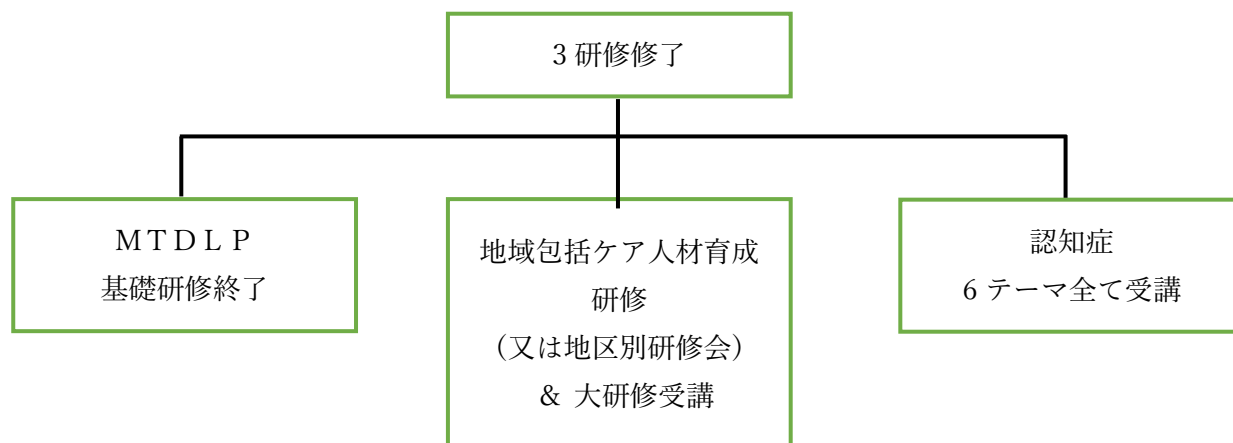 3研修修了
ＭＴＤＬＰ
基礎研修終了
地域包括ケア人材育成
研修
（又は地区別研修会）
& 大研修受講
認知症
6テーマ全て受講